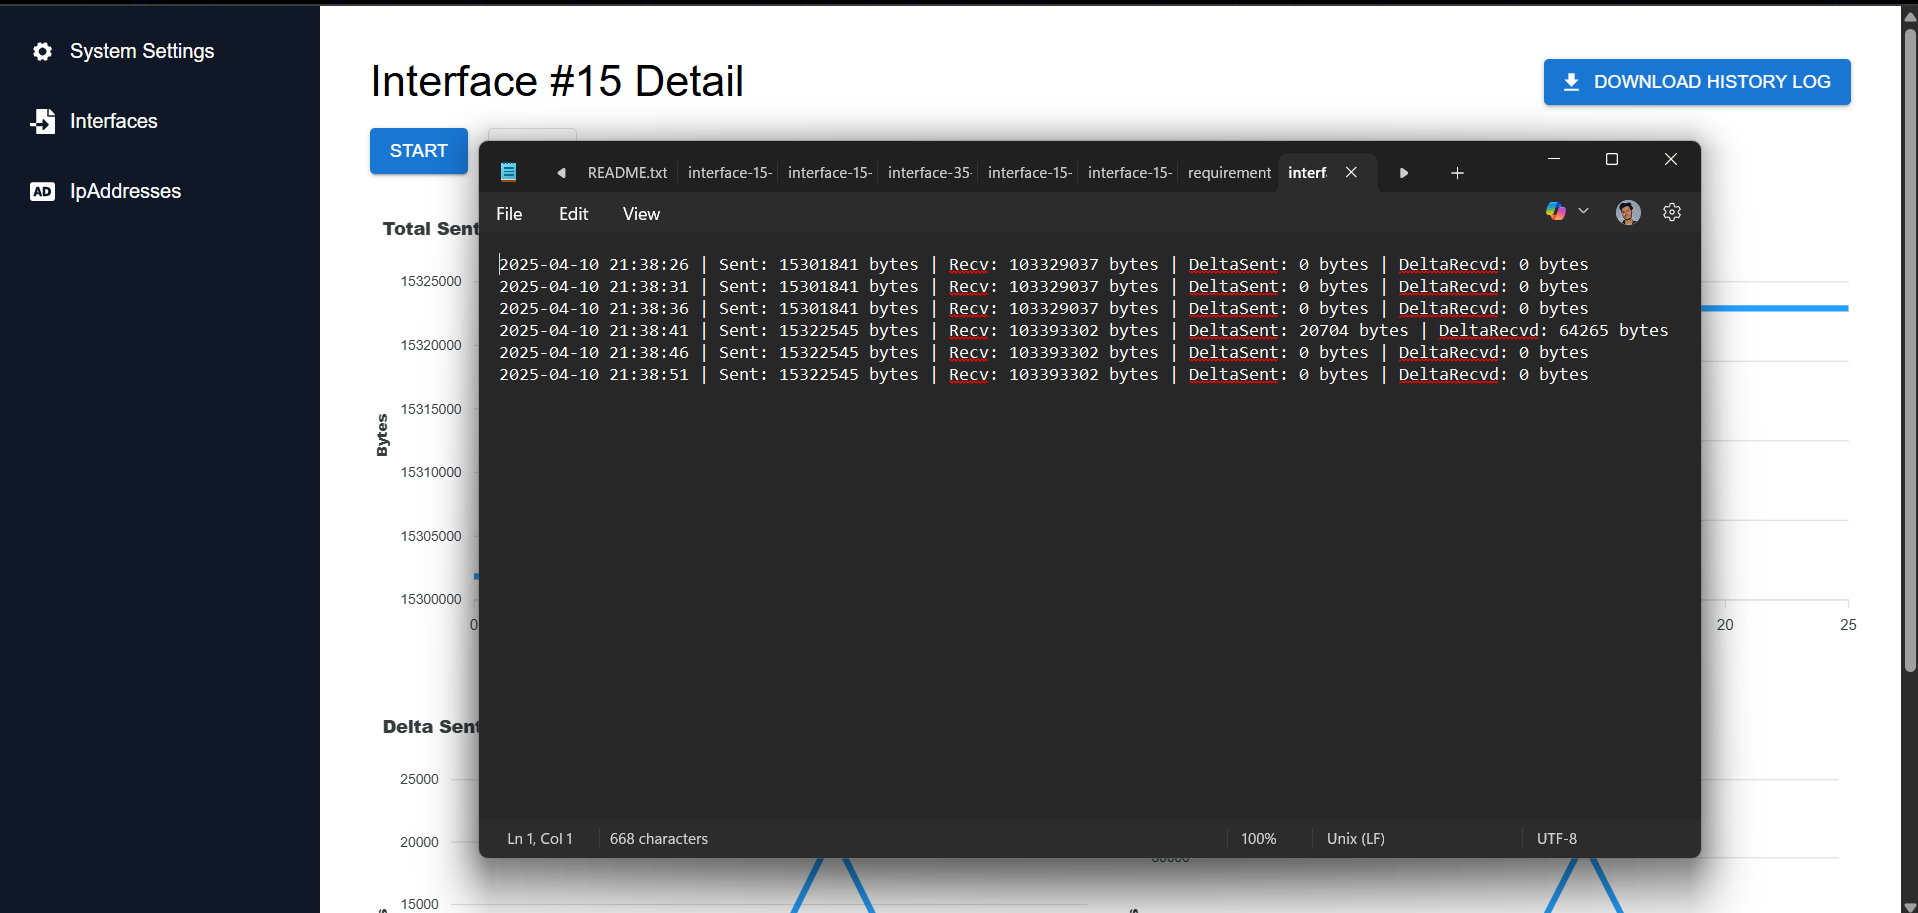 System Settings
Interfaces
AD IpAddresses
Interface #15 Detail
DOWNLOAD HISTORY LOG
START
README.txt interface-15- interface-15- interface-35- interface-15- interface-15- requirement interf
File Edit View
2025-04-10 21:38:26 | Sent: 15301841 bytes | Recv: 103329037 bytes | DeltaSent: 0 bytes | DeltaRecvd: 0 bytes
2025-04-10 21:38:31 | Sent: 15301841 bytes | Recv: 103329037 bytes | DeltaSent: 0 bytes | DeltaRecvd: 0 bytes
2025-04-10 21:38:36 | Sent: 15301841 bytes | Recv: 103329037 bytes | DeltaSent: 0 bytes | DeltaRecvd: 0 bytes
2025-04-10 21:38:41 | Sent: 15322545 bytes | Recv: 103393302 bytes | DeltaSent: 20704 bytes | DeltaRecvd: 64265 bytes
2025-04-10 21:38:46 | Sent: 15322545 bytes | Recv: 103393302 bytes | DeltaSent: 0 bytes | DeltaRecvd: 0 bytes
2025-04-10 21:38:51 | Sent: 15322545 bytes | Recv: 103393302 bytes | DeltaSent: 0 bytes | DeltaRecvd: 0 bytes
Ln 1, Col 1 668 characters 100% Unix (LF) UTF-8
Total Sent
15325000
15320000
15315000
15310000
15305000
15300000
Bytes
0 20 25
Delta Sent
25000
20000
15000